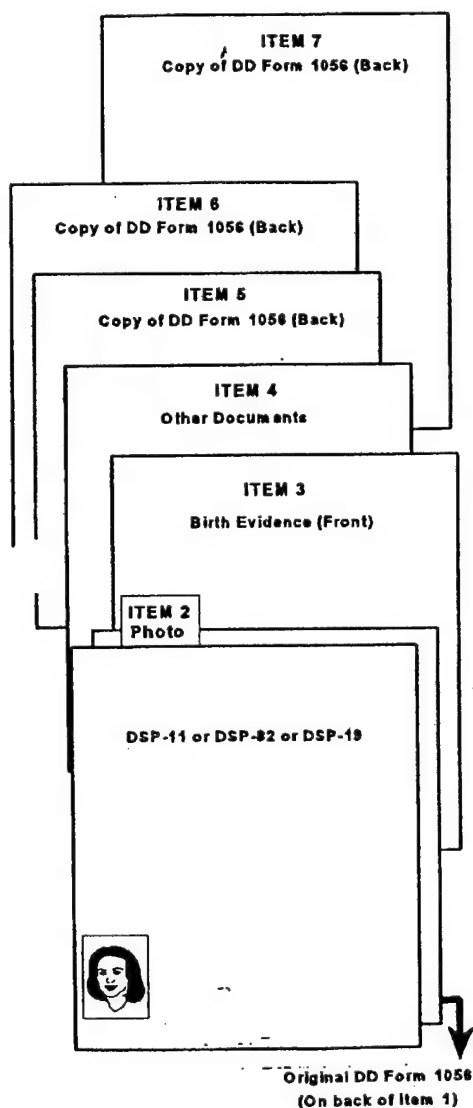 ITEM 7
Copy of DD Form 1056 (Back)
ITEM 6
Copy of DD Form 1056 (Back)
ITEM 5
Copy of DD Form 1056 (Back)
ITEM 4
Other Documents
ITEM 3
Birth Evidence (Front)
ITEM 2
Photo
DSP-11 or DSP-82 or DSP-19
Original DD Form 1056
(On back of item 1)